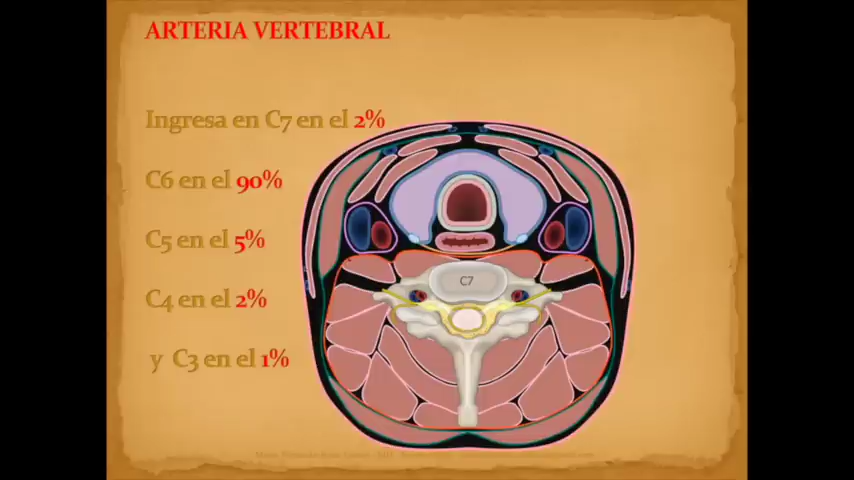 ARTERIA VERTEBRAL
Ingresa en C7 en el 2%
C6 en el 90%
C5 en el 5%
C4 en el 2%
y C3 en el 1%
C7